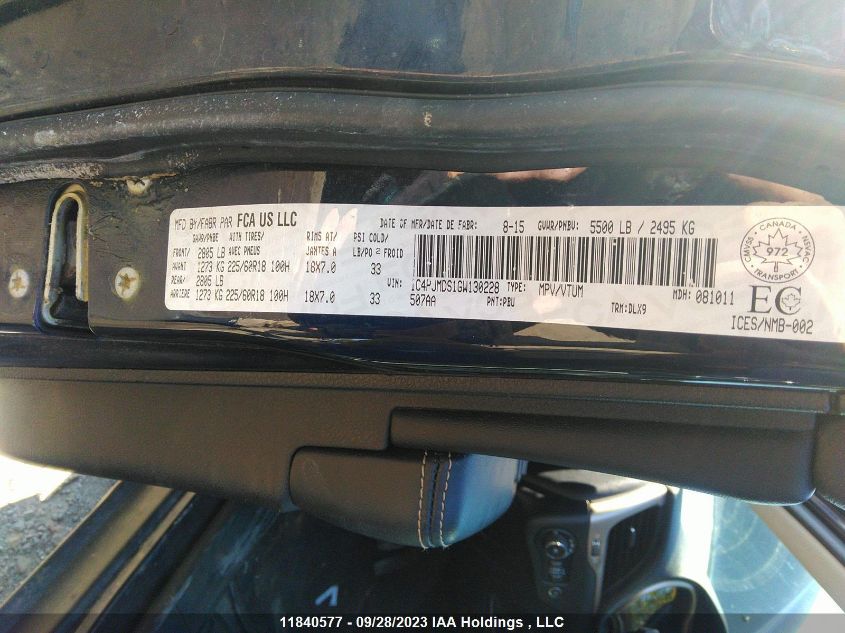 MFD BY/FABR PAR FCA US LLC
DATE OF MFR/DATE DE FABR: 8-15 GVWR/PNBV: 5500 LB / 2495 KG
GAWR/PNBE WITH TIRES/ RIMS AT/ PSI COLD/
FRONT/ 2805 LB AVEC PNEUS JANTES A LB/PO² FROID
AVANT 1273 KG 225/60R18 100H 18X7.0 33
REAR/ 2805 LB
ARRIERE 1273 KG 225/60R18 100H 18X7.0 33
VIN: 1C4PJMDS1GW130228 TYPE: MPV/VTUM MDH: 081011
507AA PNT:PBU TRM:DLX9
CMVSS CANADA NSVAC
972
TRANSPORT
EC
ICES/NMB-002
11840577 - 09/28/2023 IAA Holdings , LLC